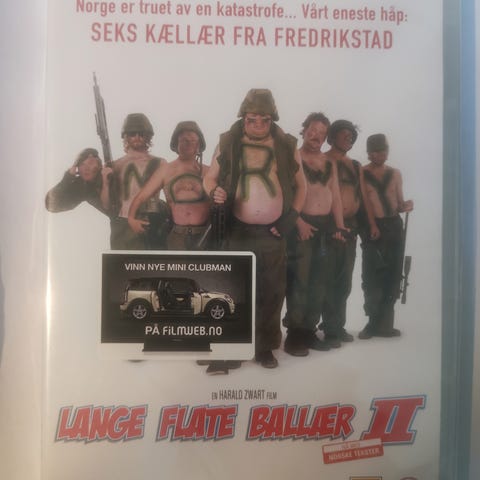 Norge er truet av en katastrofe... Vårt eneste håp:
SEKS KÆLLÆR FRA FREDRIKSTAD
NORWAY
VINN NYE MINI CLUBMAN
PÅ FiLMWEB.NO
EN HARALD ZWART FILM
LANGE FLATE BALLÆR II
NORSKE TEKSTER